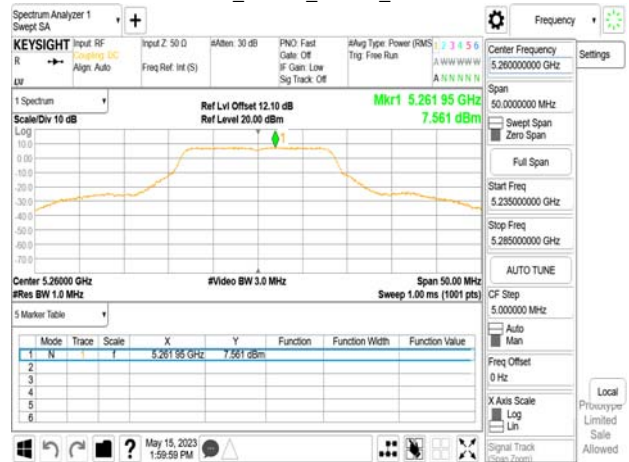 Spectrum Analyzer 1
Swept SA
+
Frequency
KEYSIGHT
R
Input: RF
Coupling: DC
Align: Auto
Input Z: 50 Ω
Freq Ref: Int (S)
#Atten: 30 dB
PNO: Fast
Gate: Off
IF Gain: Low
Sig Track: Off
#Avg Type: Power (RMS
Trig: Free Run
1 2 3 4 5 6
A WW WW W
A N N N N N
1 Spectrum
Scale/Div 10 dB
Ref Lvl Offset 12.10 dB
Ref Level 20.00 dBm
Mkr1 5.261 95 GHz
7.561 dBm
Log
1
10.0
0.00
-10.0
-20.0
-30.0
-40.0
-50.0
-60.0
-70.0
Center 5.26000 GHz
#Res BW 1.0 MHz
#Video BW 3.0 MHz
Span 50.00 MHz
Sweep 1.00 ms (1001 pts)
5 Marker Table
Mode Trace Scale X Y Function Function Width Function Value
1 N 1 f 5.261 95 GHz 7.561 dBm
2
3
4
5
6
?
May 15, 2023
1:59:59 PM
Center Frequency
5.260000000 GHz
Settings
Span
50.0000000 MHz
Swept Span
Zero Span
Full Span
Start Freq
5.235000000 GHz
Stop Freq
5.285000000 GHz
AUTO TUNE
CF Step
5.000000 MHz
Auto
Man
Freq Offset
0 Hz
X Axis Scale
Log
Lin
Signal Track
(Span Zoom)
Local
Prototype
Limited
Sale
Allowed